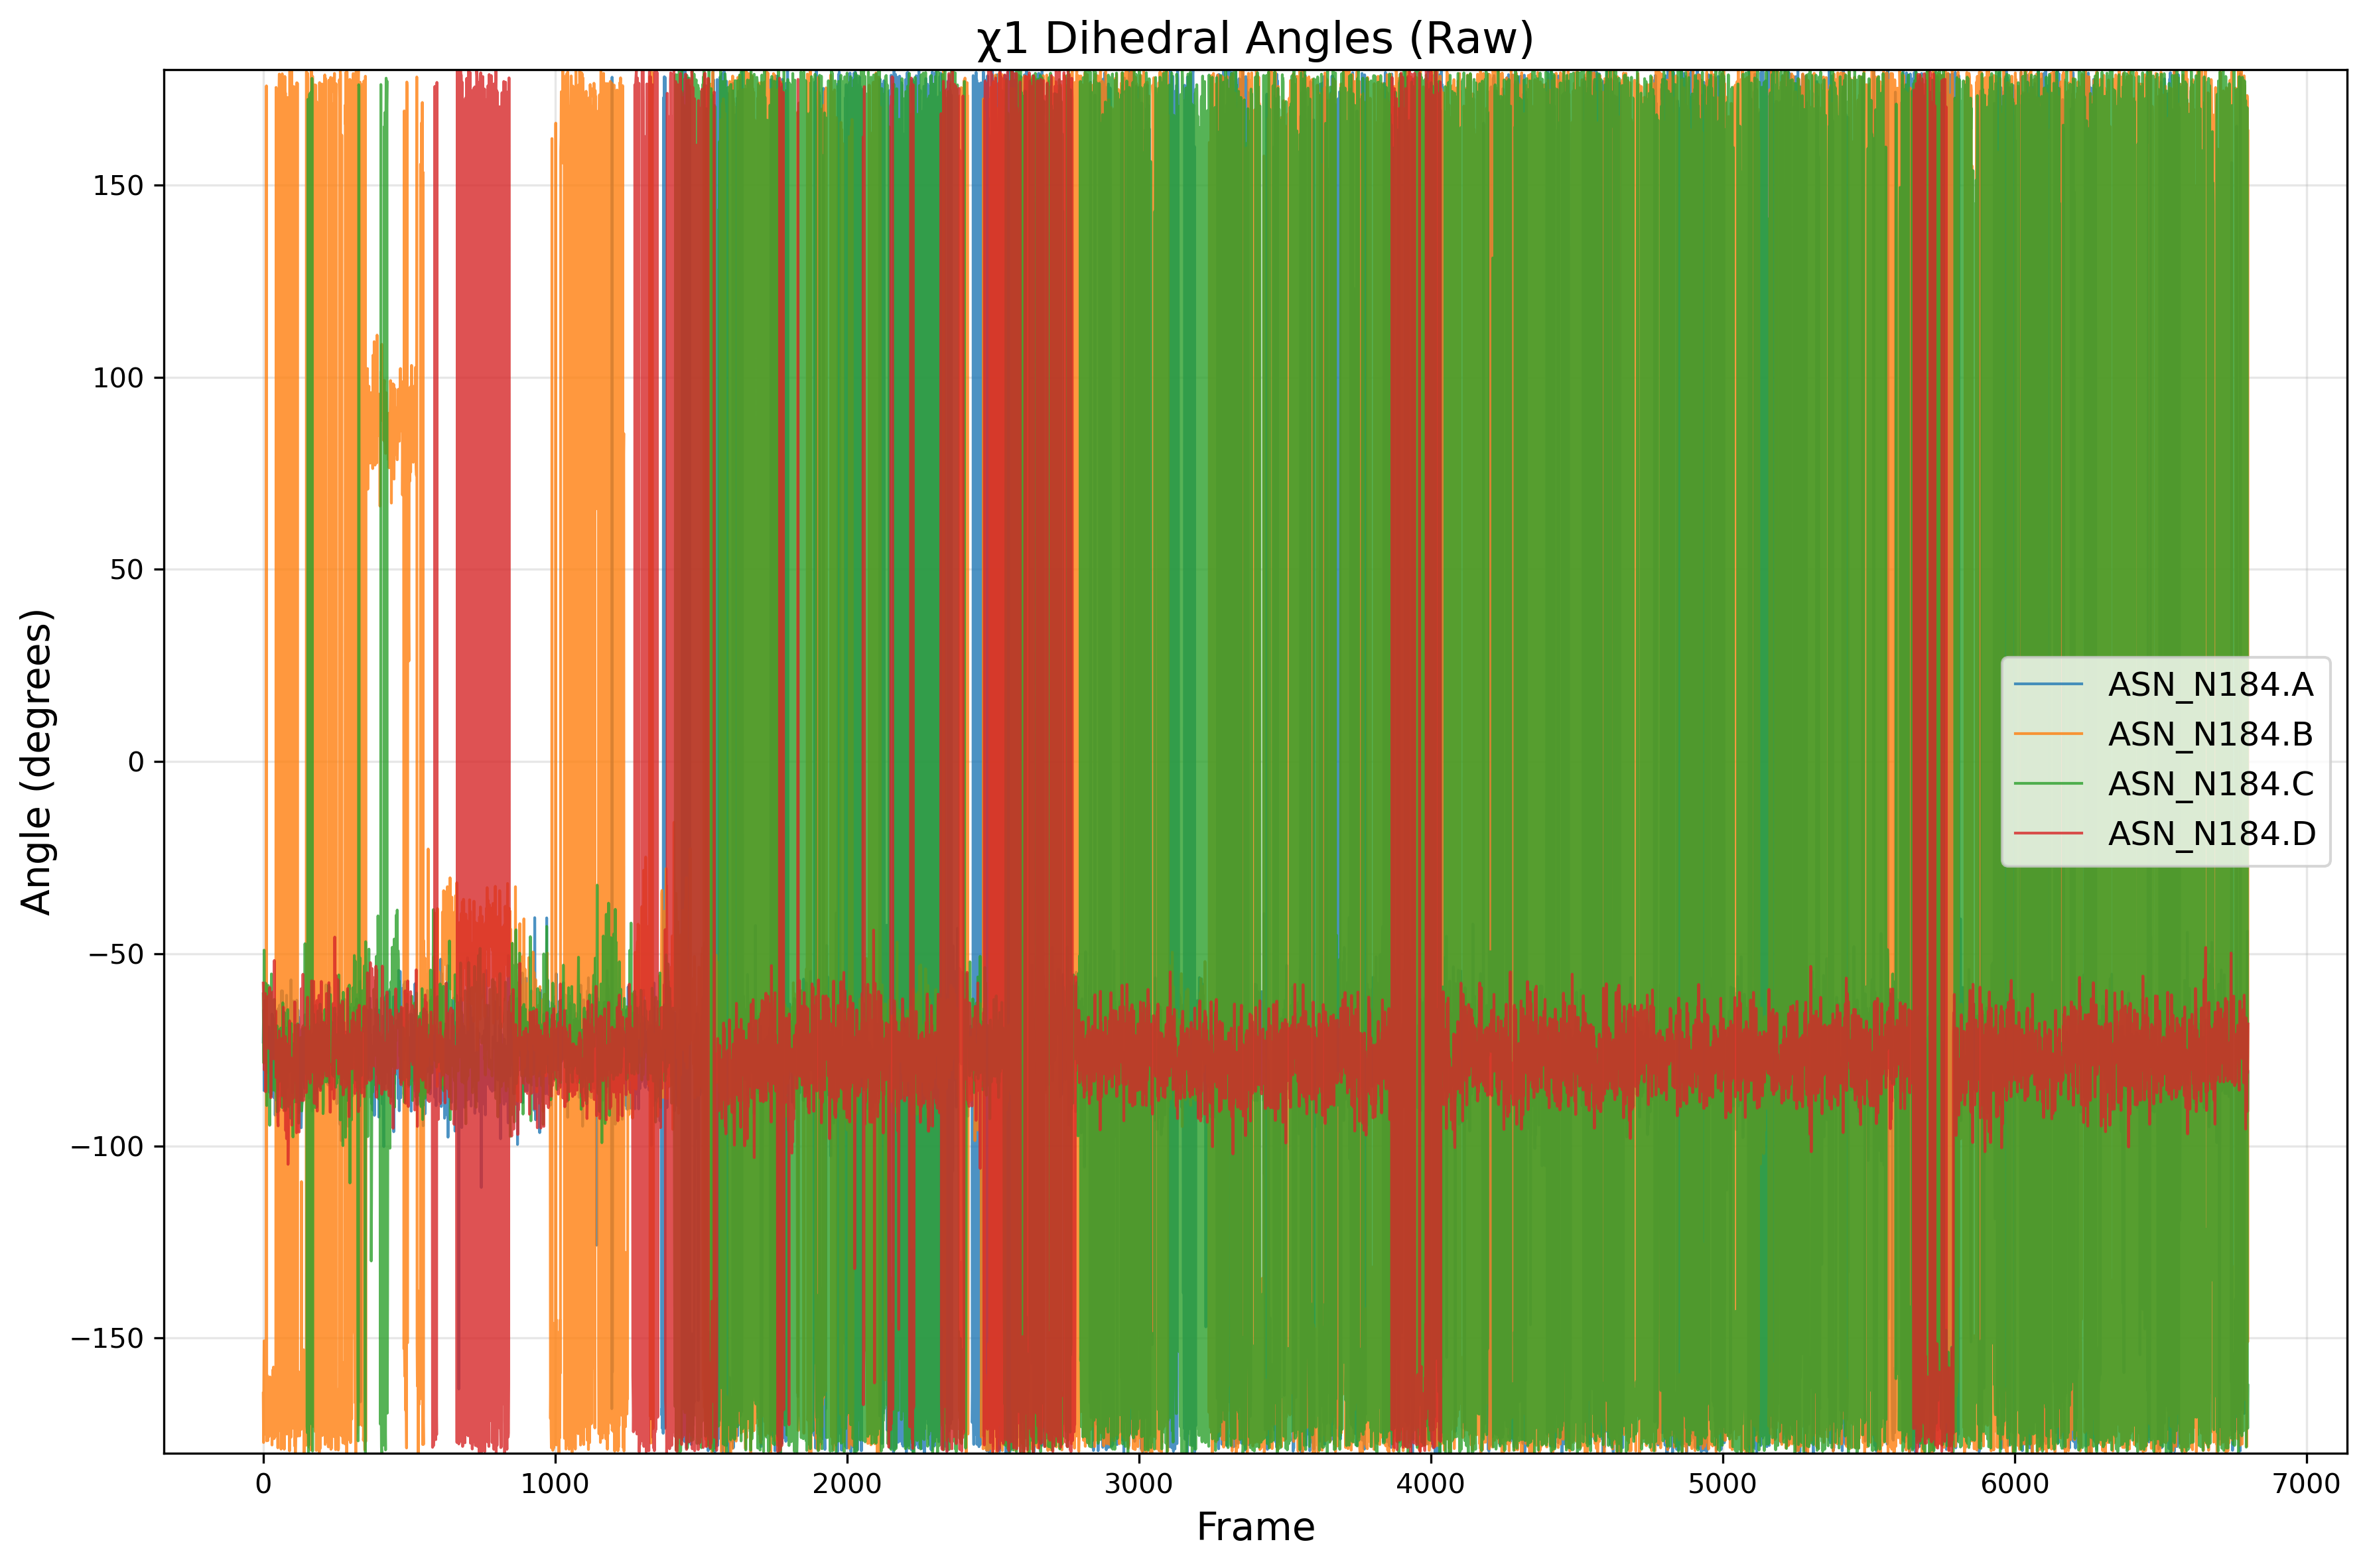 χ1 Dihedral Angles (Raw)
Angle (degrees)
150
100
50
0
−50
−100
−150
ASN_N184.A
ASN_N184.B
ASN_N184.C
ASN_N184.D
0 1000 2000 3000 4000 5000 6000 7000
Frame